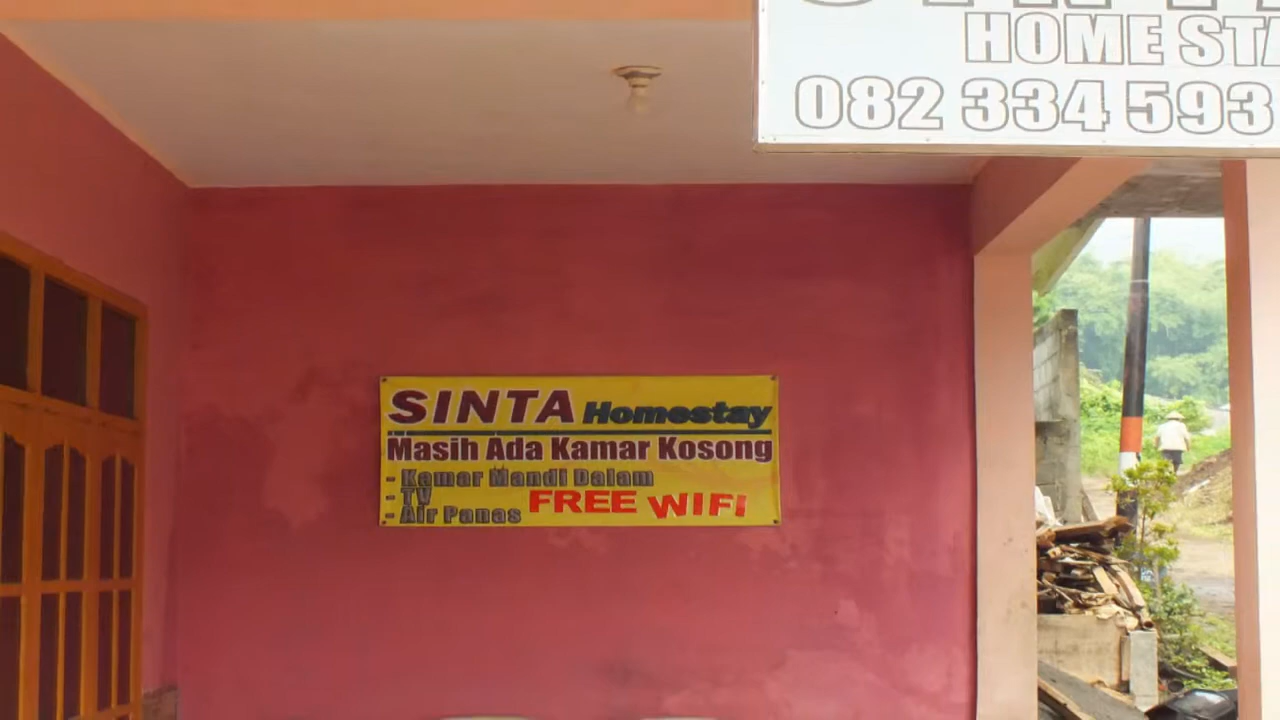 HOME STA
082 334 593
SINTA Homestay
Masih Ada Kamar Kosong
- Kamar Mandi Dalam
- TV
- Air Panas
FREE WIFI